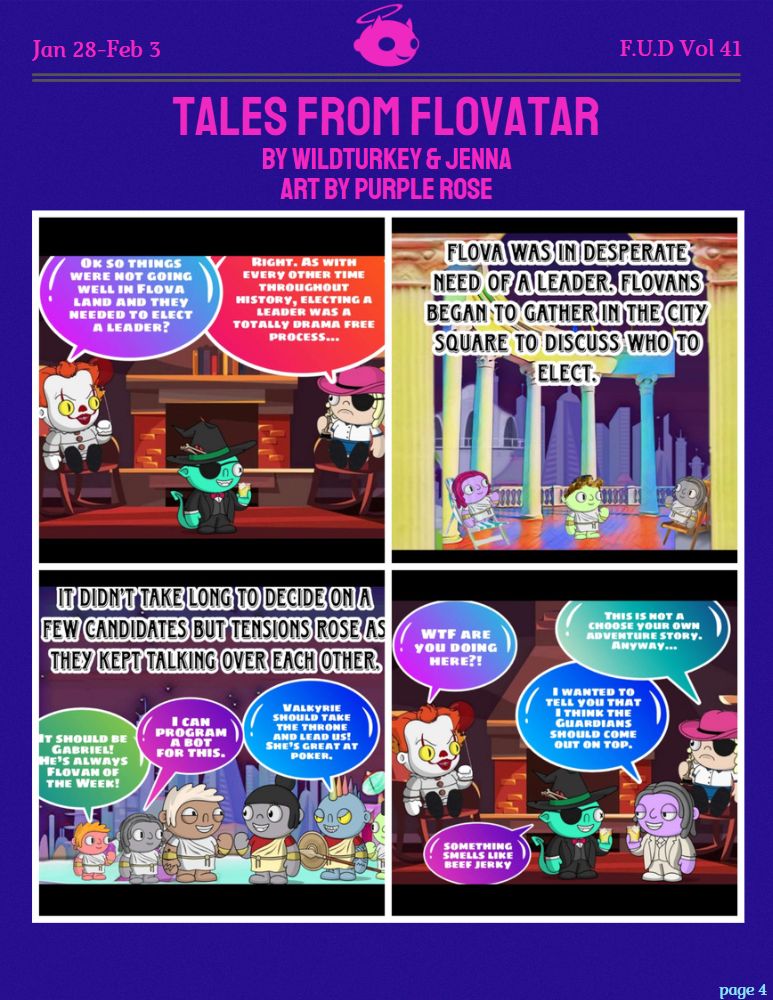 Jan 28-Feb 3
F.U.D Vol 41
TALES FROM FLOVATAR
BY WILDTURKEY & JENNA
ART BY PURPLE ROSE
OK SO THINGS
WERE NOT GOING
WELL IN FLOVA
LAND AND THEY
NEEDED TO ELECT
A LEADER?
RIGHT. AS WITH
EVERY OTHER TIME
THROUGHOUT
HISTORY, ELECTING A
LEADER WAS A
TOTALLY DRAMA FREE
PROCESS...
FLOVA WAS IN DESPERATE
NEED OF A LEADER. FLOVANS
BEGAN TO GATHER IN THE CITY
SQUARE TO DISCUSS WHO TO
ELECT.
IT DIDN'T TAKE LONG TO DECIDE ON A
FEW CANDIDATES BUT TENSIONS ROSE AS
THEY KEPT TALKING OVER EACH OTHER.
IT SHOULD BE
GABRIEL!
HE'S ALWAYS
FLOVAN OF
THE WEEK!
I CAN
PROGRAM
A BOT
FOR THIS.
VALKYRIE
SHOULD TAKE
THE THRONE
AND LEAD US!
SHE'S GREAT AT
POKER.
WTF ARE
YOU DOING
HERE?!
THIS IS NOT A
CHOOSE YOUR OWN
ADVENTURE STORY.
ANYWAY...
I WANTED TO
TELL YOU THAT
I THINK THE
GUARDIANS
SHOULD COME
OUT ON TOP.
SOMETHING
SMELLS LIKE
BEEF JERKY
page 4